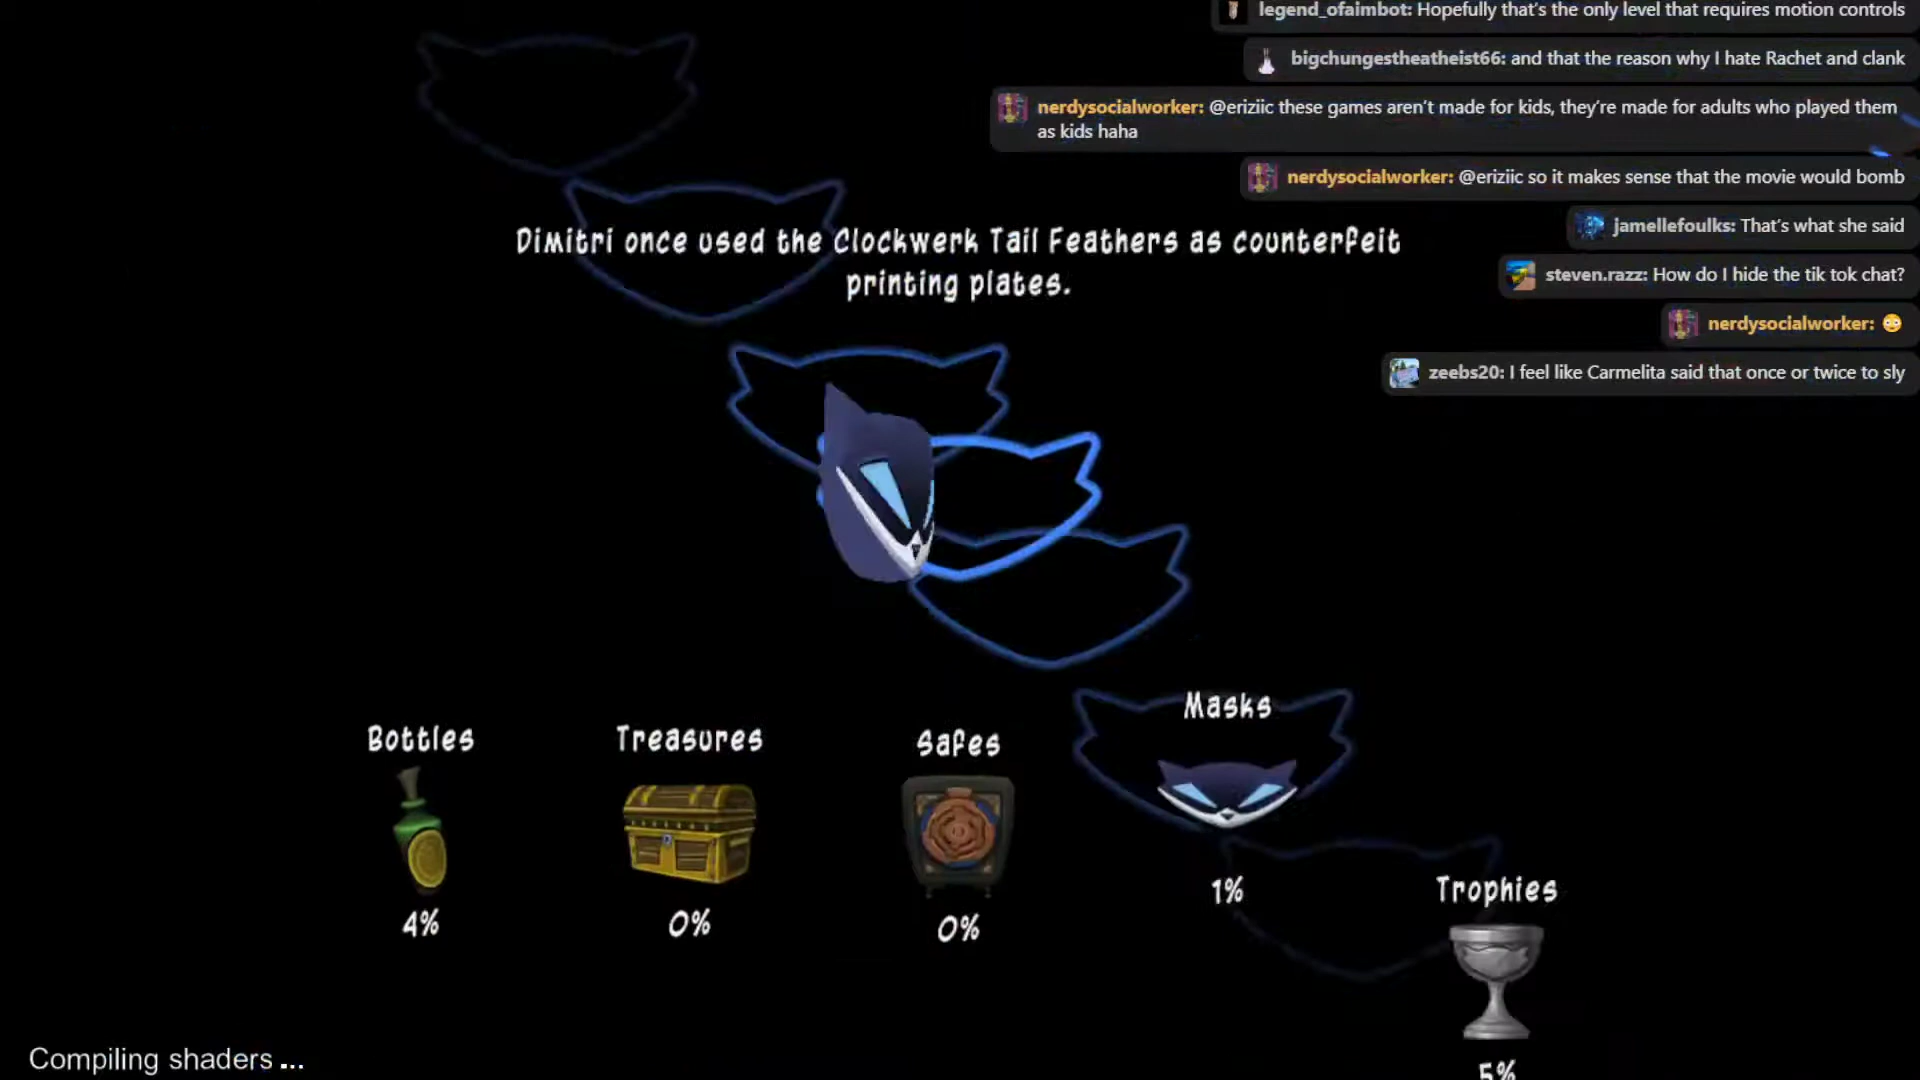 legend_ofaimbot: Hopefully that's the only level that requires motion controls
bigchungestheatheist66: and that the reason why I hate Rachet and clank
nerdysocialworker: @eriziic these games aren't made for kids, they're made for adults who played them
as kids haha
nerdysocialworker: @eriziic so it makes sense that the movie would bomb
jamellefoulks: That's what she said
steven.razz: How do I hide the tik tok chat?
nerdysocialworker: 😳
zeebs20: I feel like Carmelita said that once or twice to sly
Dimitri once used the Clockwerk Tail Feathers as counterfeit
printing plates.
Bottles
4%
Treasures
0%
Safes
0%
Masks
1%
Trophies
5%
Compiling shaders ...